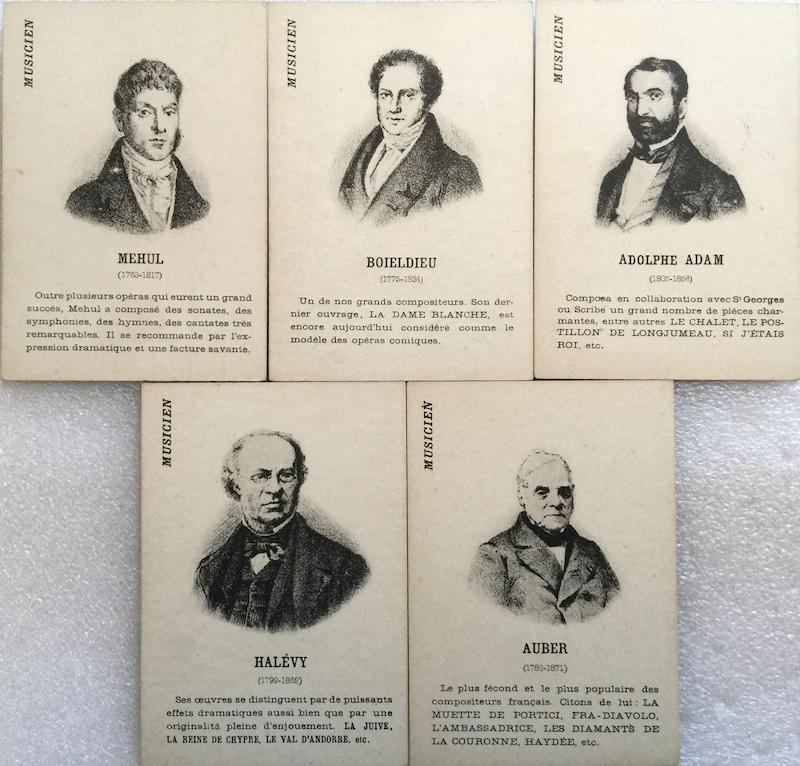 MUSICIEN
MEHUL
(1763-1817)
Outre plusieurs opéras qui eurent un grand
succés, Mehul a composé des sonates, des
symphonies, des hymnes, des cantates trés
remarquables. Il se recommande par l'ex-
pression dramatique et une facture savante.
MUSICIEN
BOIELDIEU
(1775-1834)
Un de nos grands compositeurs. Son der-
nier ouvrage, LA DAME BLANCHE, est
encore aujourd'hui considéré comme le
modèle des opéras comiques.
MUSICIEN
ADOLPHE ADAM
(1802-1856)
Composa en collaboration avec St Georges
ou Scribe un grand nombre de piéces char-
mantes, entre autres LE CHALET, LE POS-
TILLON DE LONGJUMEAU, SI J'ÉTAIS
ROI, etc.
MUSICIEN
HALÉVY
(1799-1862)
Ses œuvres se distinguent par de puissants
effets dramatiques aussi bien que par une
originalité pleine d'enjouement. LA JUIVE,
LA REINE DE CHYPRE, LE VAL D'ANDORRE, etc.
MUSICIEN
AUBER
(1782-1871)
Le plus fécond et le plus populaire des
compositeurs français. Citons de lui : LA
MUETTE DE PORTICI, FRA-DIAVOLO,
L'AMBASSADRICE, LES DIAMANTS DE
LA COURONNE, HAYDÉE, etc.